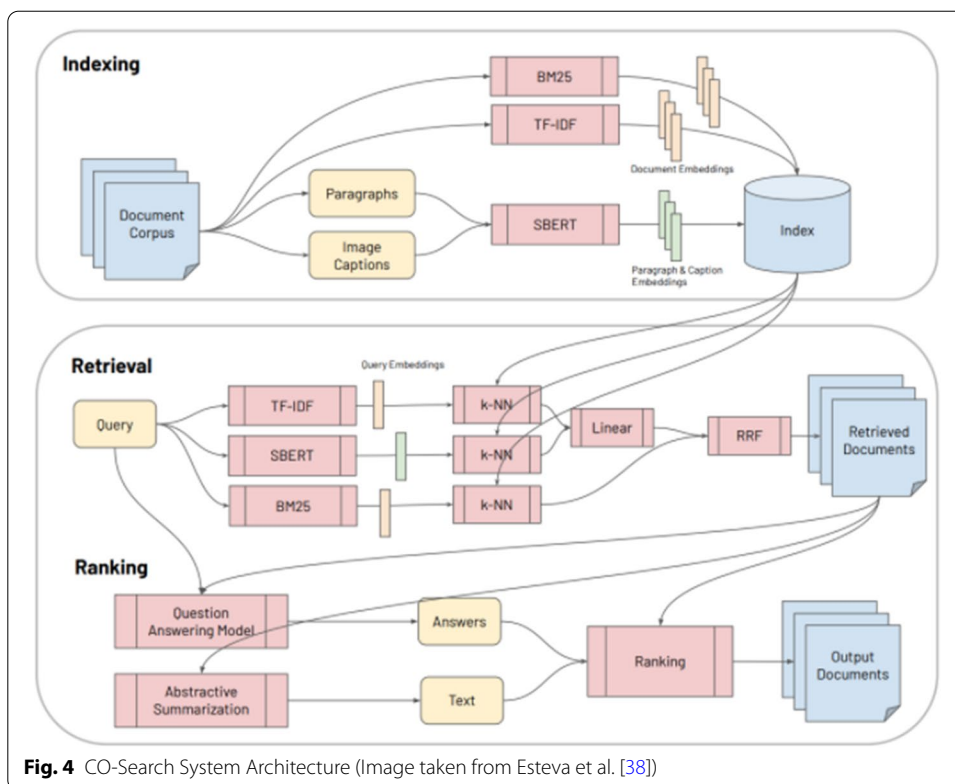 Indexing
BM25
TF-IDF
Document Embeddings
Document
Corpus
Paragraphs
Image
Captions
SBERT
Paragraph & Caption
Embeddings
Index
Retrieval
Query Embeddings
Query
TF-IDF
SBERT
BM25
k-NN
k-NN
k-NN
Linear
RRF
Retrieved
Documents
Ranking
Question
Answering Model
Answers
Abstractive
Summarization
Text
Ranking
Output
Documents
Fig. 4 CO-Search System Architecture (Image taken from Esteva et al. [38])